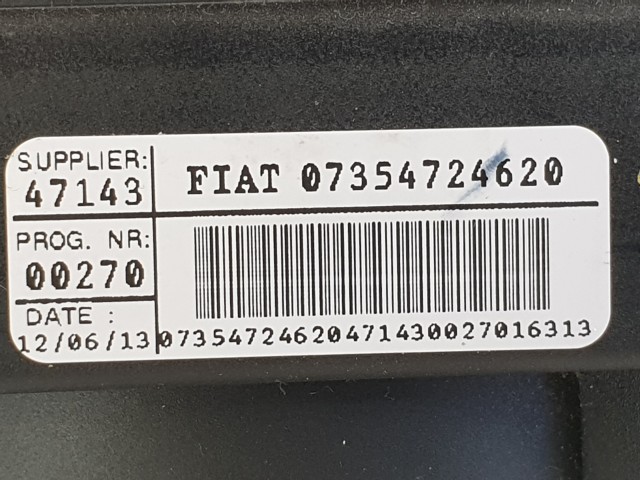 SUPPLIER:
47143
FIAT 07354724620
PROG. NR:
00270
DATE :
12/06/13
07354724620471430027016313